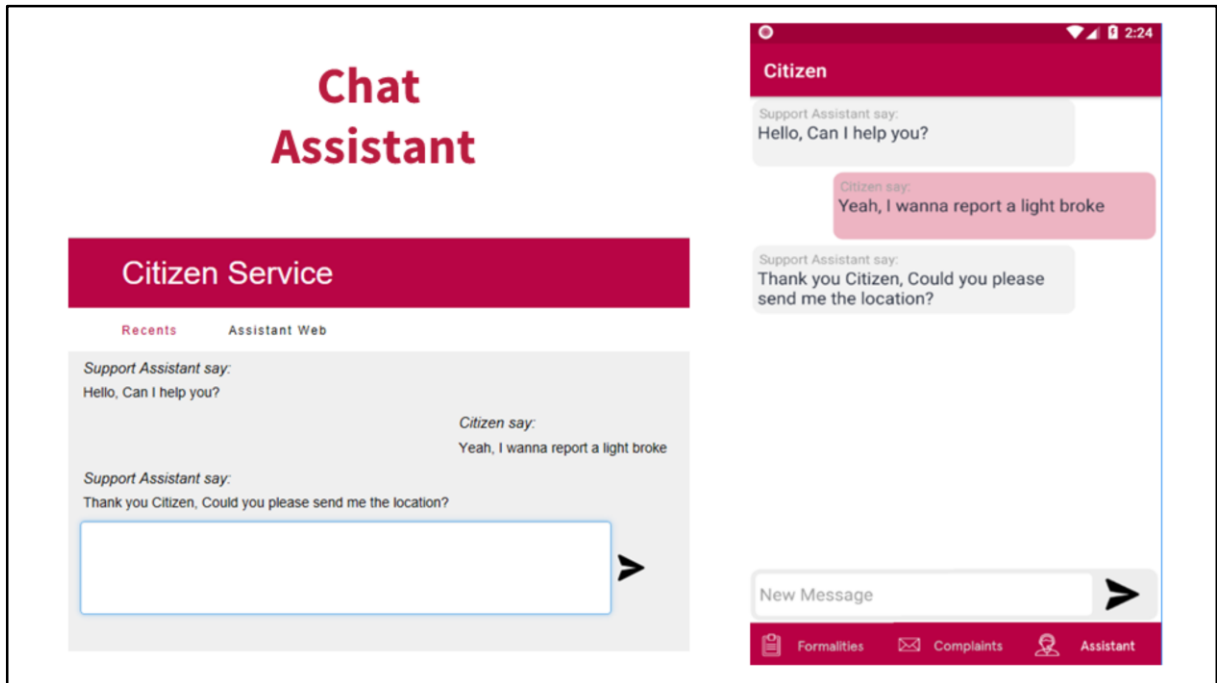 Chat
Assistant
Citizen Service
Recents Assistant Web
Support Assistant say:
Hello, Can I help you?
Citizen say:
Yeah, I wanna report a light broke
Support Assistant say:
Thank you Citizen, Could you please send me the location?
2:24
Citizen
Support Assistant say:
Hello, Can I help you?
Citizen say:
Yeah, I wanna report a light broke
Support Assistant say:
Thank you Citizen, Could you please
send me the location?
New Message
Formalities Complaints Assistant